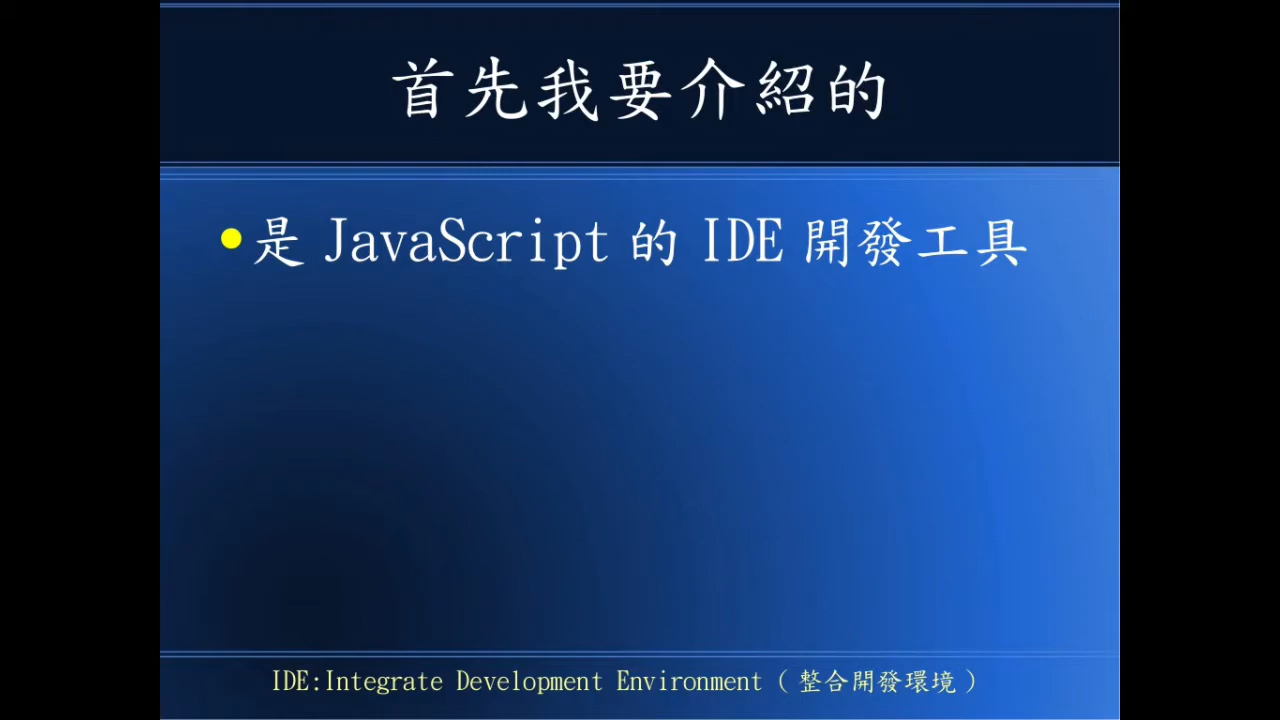 首先我要介紹的
是 JavaScript 的 IDE 開發工具
IDE:Integrate Development Environment ( 整合開發環境 )